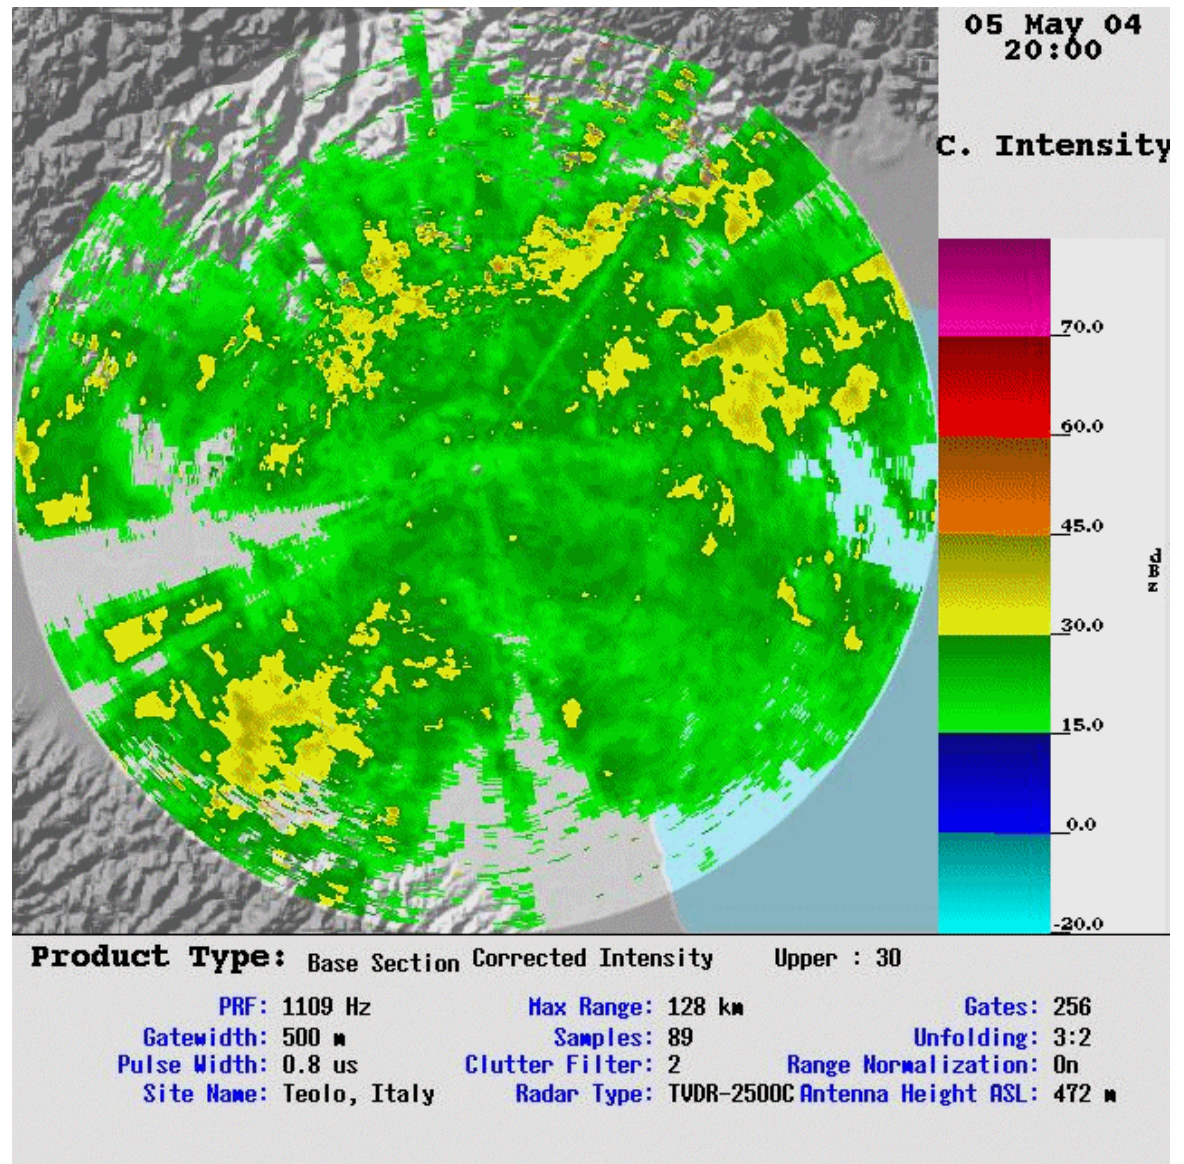 05 May 04
20:00
C. Intensity
70.0
60.0
45.0
30.0
15.0
0.0
-20.0
dBZ
Product Type: Base Section Corrected Intensity Upper : 30
PRF: 1109 Hz Max Range: 128 km Gates: 256
Gatewidth: 500 m Samples: 89 Unfolding: 3:2
Pulse Width: 0.8 us Clutter Filter: 2 Range Normalization: On
Site Name: Teolo, Italy Radar Type: TVDR-2500C Antenna Height ASL: 472 m